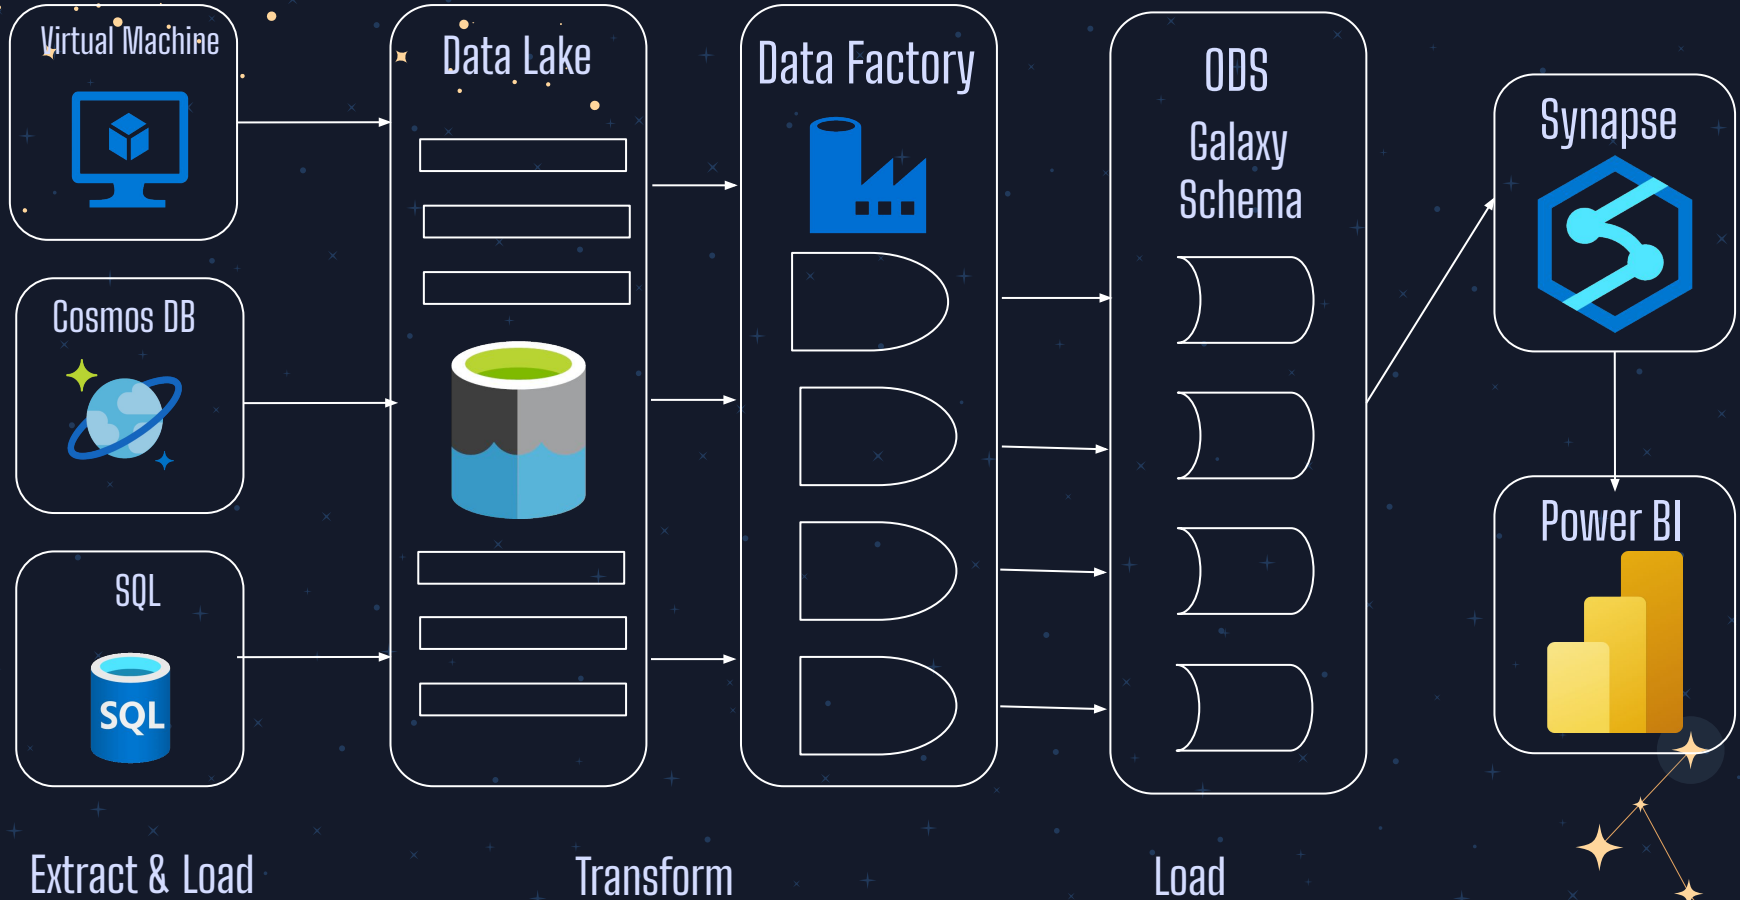 Virtual Machine
Cosmos DB
SQL
SQL
Data Lake
Data Factory
ODS
Galaxy
Schema
Synapse
Power BI
Extract & Load
Transform
Load